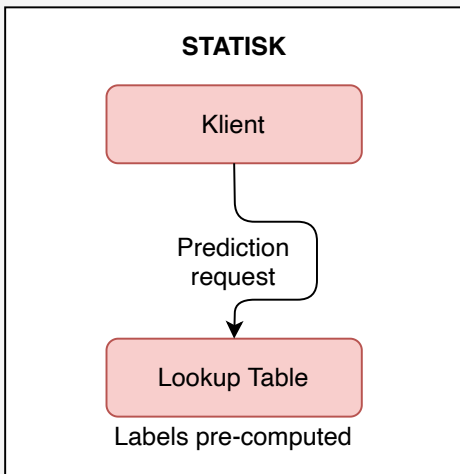 STATISK
Klient
Prediction
request
Lookup Table
Labels pre-computed